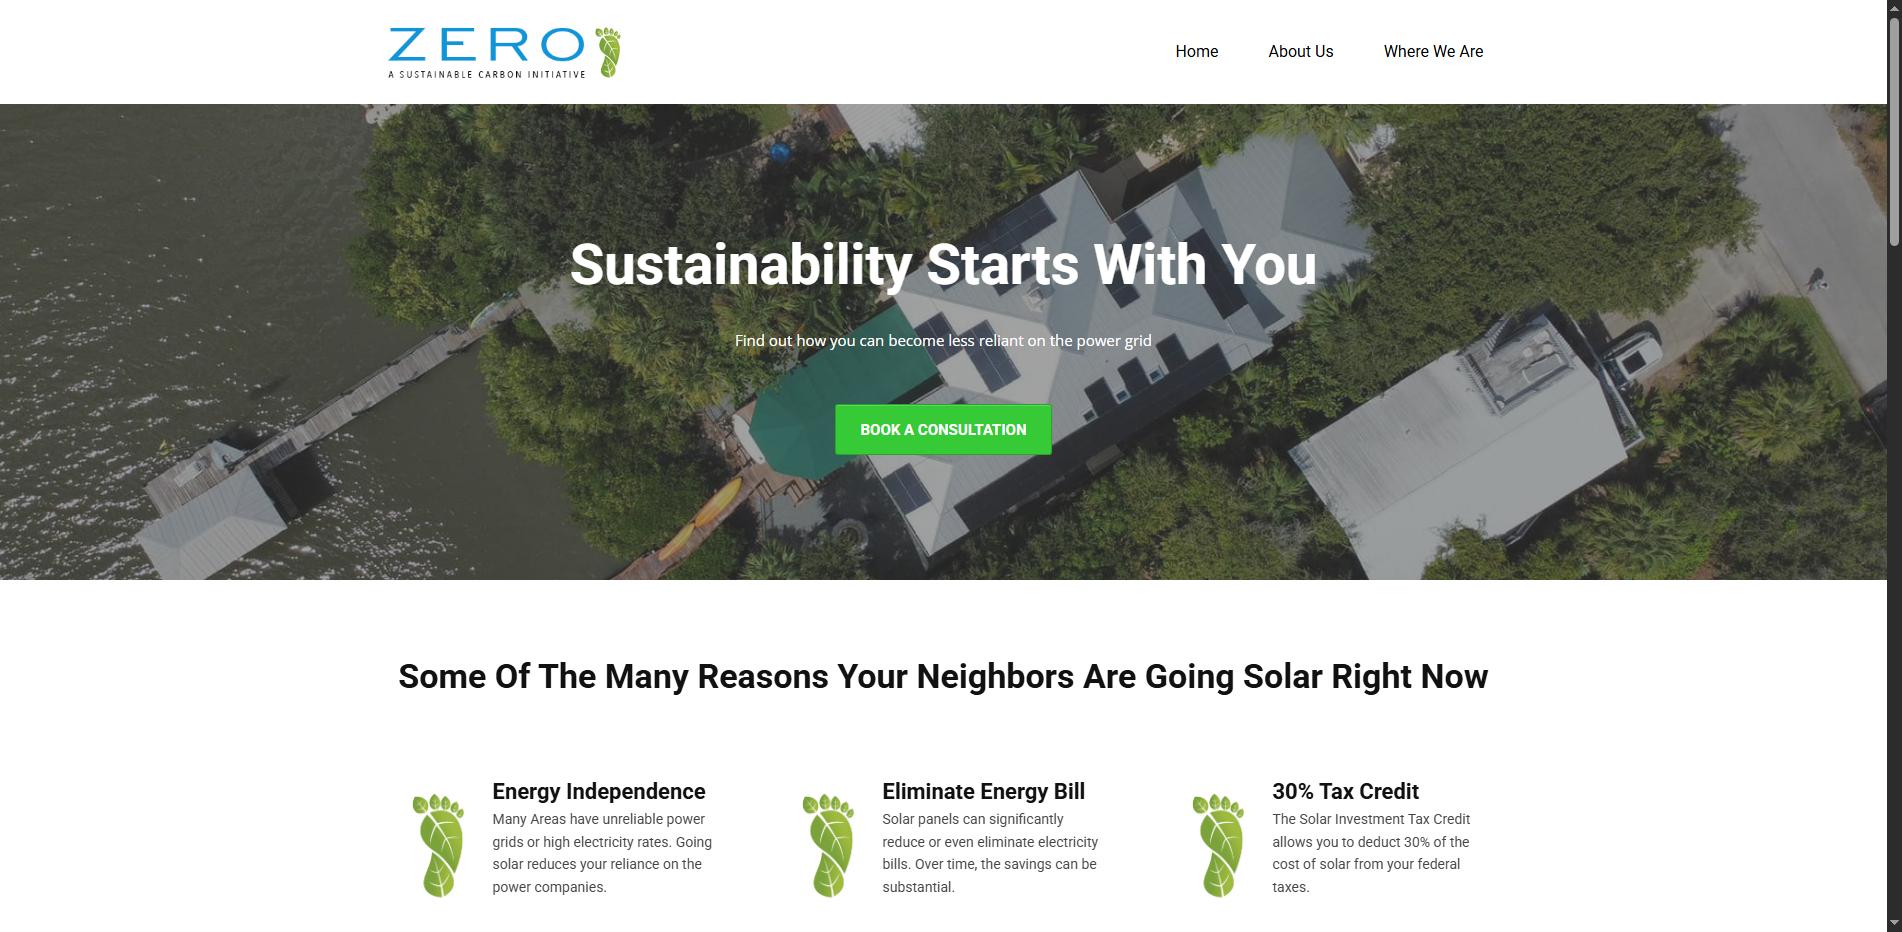 ZERO
A SUSTAINABLE CARBON INITIATIVE
Home
About Us
Where We Are
Sustainability Starts With You
Find out how you can become less reliant on the power grid
BOOK A CONSULTATION
Some Of The Many Reasons Your Neighbors Are Going Solar Right Now
Energy Independence
Many Areas have unreliable power
grids or high electricity rates. Going
solar reduces your reliance on the
power companies.
Eliminate Energy Bill
Solar panels can significantly
reduce or even eliminate electricity
bills. Over time, the savings can be
substantial.
30% Tax Credit
The Solar Investment Tax Credit
allows you to deduct 30% of the
cost of solar from your federal
taxes.